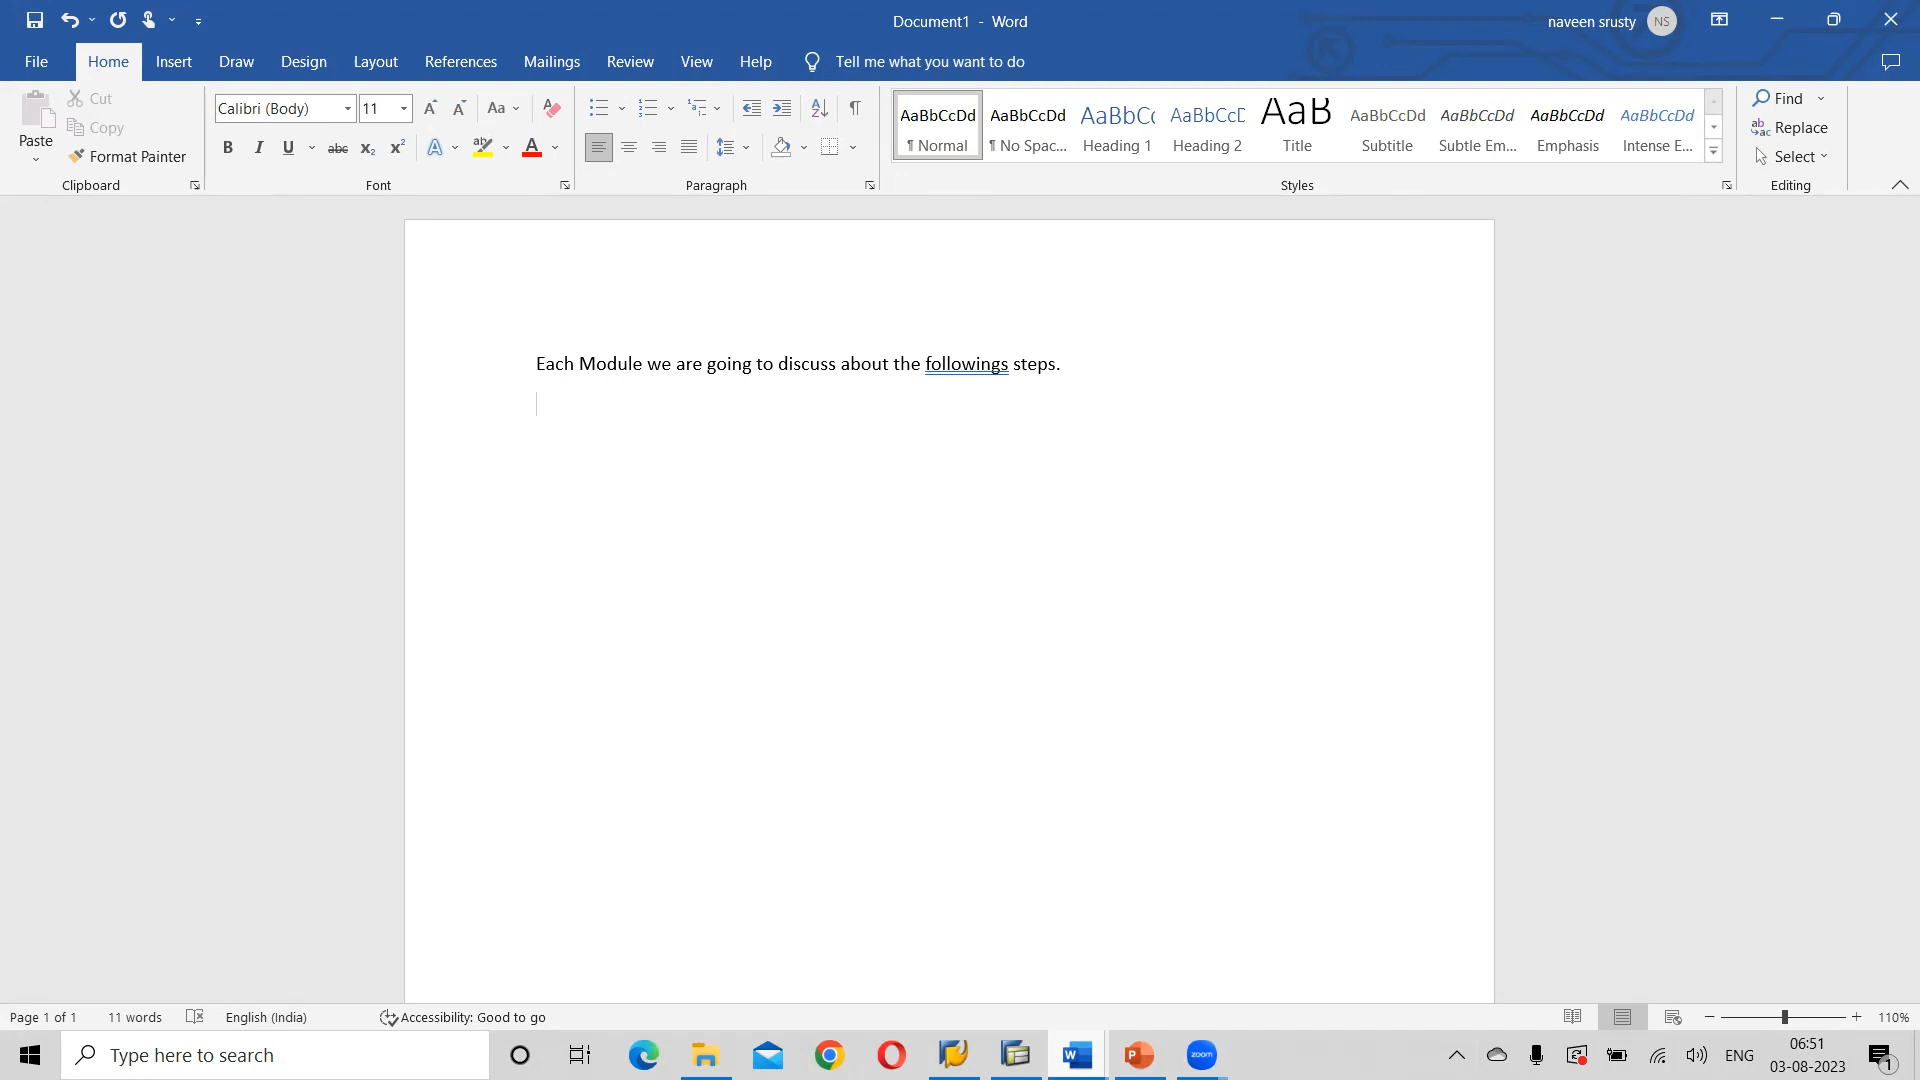 Document1 - Word
naveen srusty NS
File Home Insert Draw Design Layout References Mailings Review View Help Tell me what you want to do
Paste
Cut
Copy
Format Painter
Clipboard
Calibri (Body) 11
Font
Paragraph
AaBbCcDd AaBbCcDd AaBbC AaBbCcD AaB AaBbCcDd AaBbCcDd AaBbCcDd AaBbCcDd
¶ Normal ¶ No Spac... Heading 1 Heading 2 Title Subtitle Subtle Em... Emphasis Intense E...
Styles
Find
Replace
Select
Editing
Each Module we are going to discuss about the followings steps.
Page 1 of 1 11 words English (India) Accessibility: Good to go 110%
Type here to search
zoom
ENG
06:51
03-08-2023
1